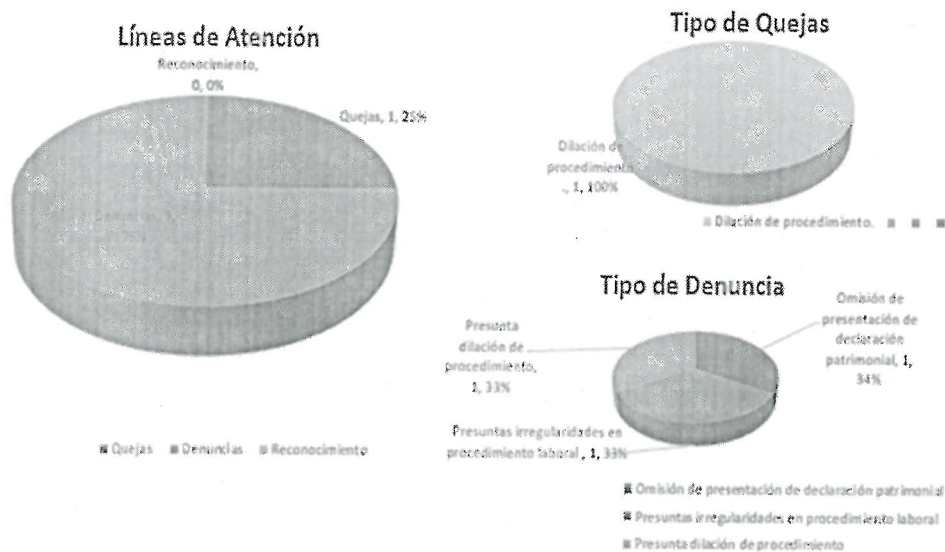 Líneas de Atención
Reconocimiento,
0, 0%
Quejas, 1, 25%
Quejas Denuncias Reconocimiento
Tipo de Quejas
Dilación de
procedimiento
., 1, 100%
Dilación de procedimiento.
Tipo de Denuncia
Omisión de
presentación de
declaración
patrimonial, 1,
34%
Presunta
dilación de
procedimiento,
1, 33%
Presuntas irregularidades en
procedimiento laboral , 1, 33%
Omisión de presentación de declaración patrimonial
Presuntas irregularidades en procedimiento laboral
Presunta dilación de procedimiento